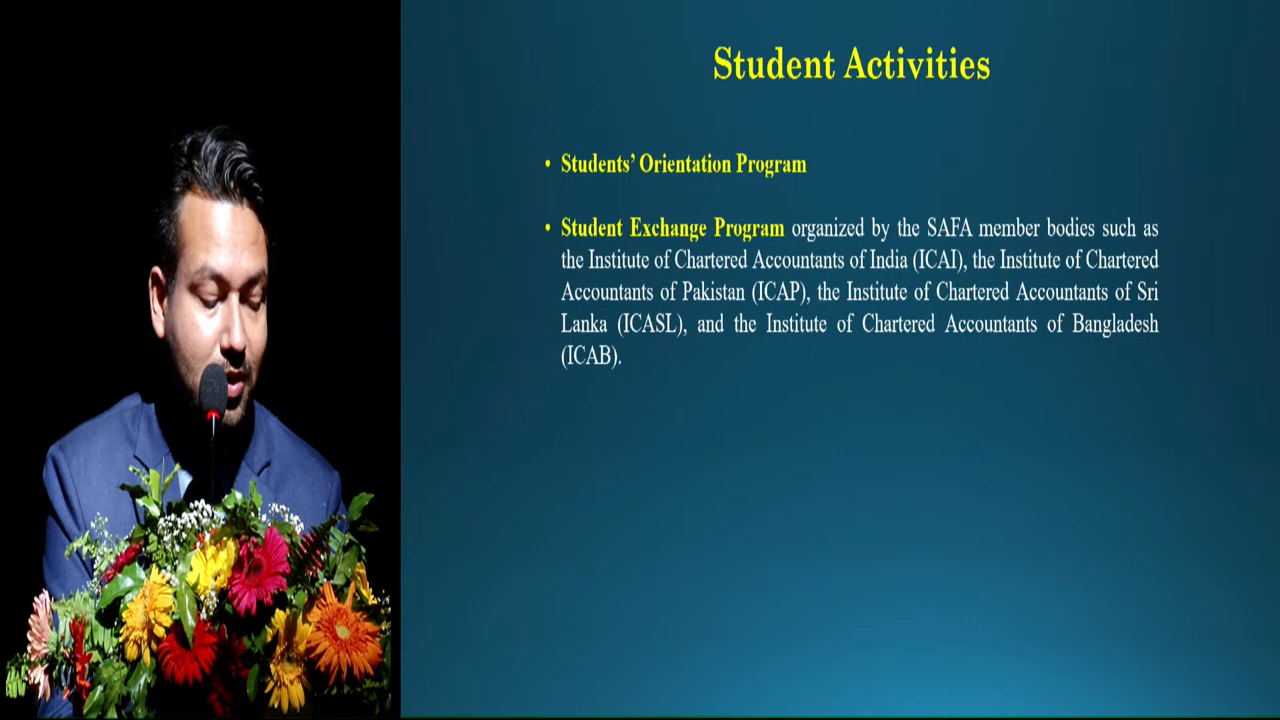 Student Activities
• Students’ Orientation Program
• Student Exchange Program organized by the SAFA member bodies such as
the Institute of Chartered Accountants of India (ICAI), the Institute of Chartered
Accountants of Pakistan (ICAP), the Institute of Chartered Accountants of Sri
Lanka (ICASL), and the Institute of Chartered Accountants of Bangladesh
(ICAB).